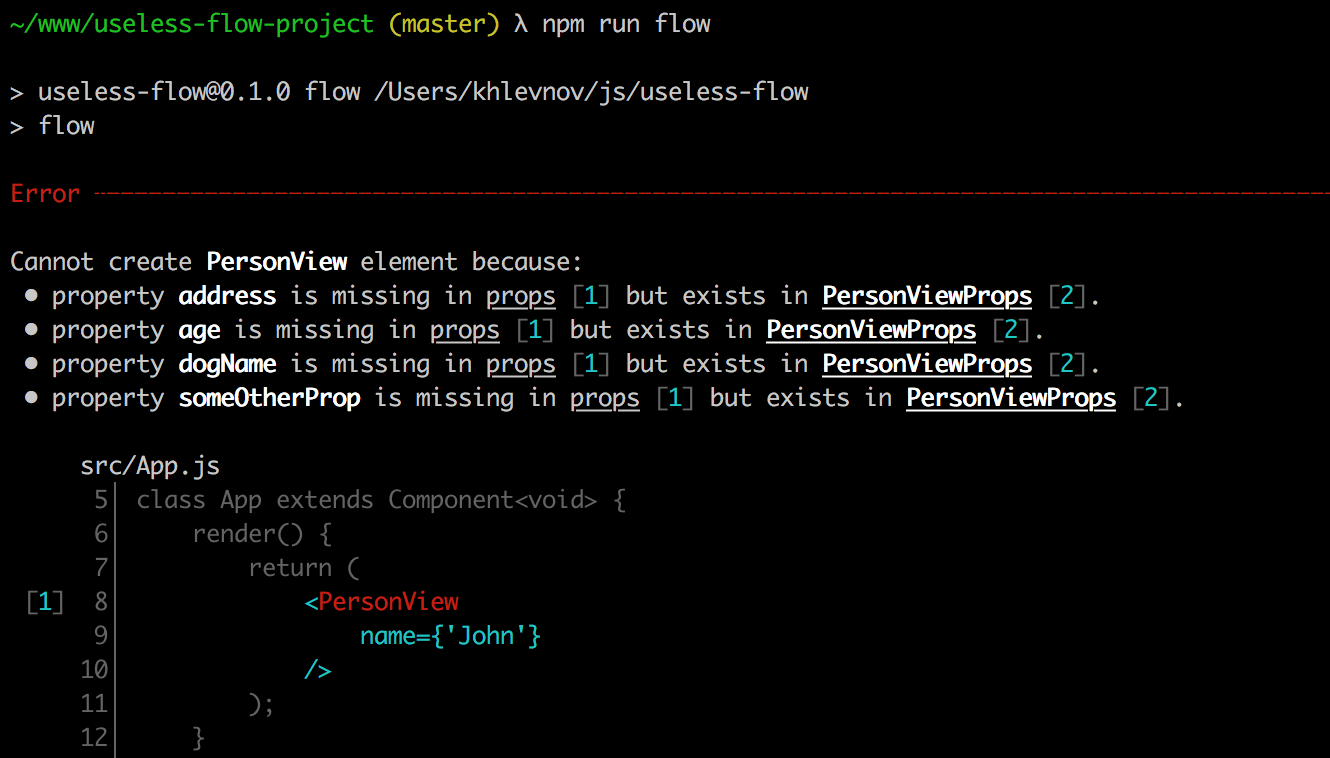 ~/www/useless-flow-project (master) λ npm run flow
> useless-flow@0.1.0 flow /Users/khlevnov/js/useless-flow
> flow
Error
Cannot create PersonView element because:
• property address is missing in props [1] but exists in PersonViewProps [2].
• property age is missing in props [1] but exists in PersonViewProps [2].
• property dogName is missing in props [1] but exists in PersonViewProps [2].
• property someOtherProp is missing in props [1] but exists in PersonViewProps [2].
src/App.js
5│ class App extends Component<void> {
6│     render() {
7│         return (
[1] 8│             <PersonView
9│                 name={'John'}
10│             />
11│         );
12│     }